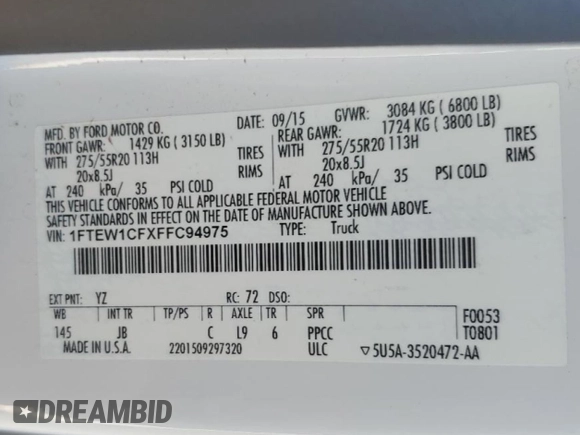 MFD. BY FORD MOTOR CO.
DATE: 09/15 GVWR: 3084 KG ( 6800 LB)
FRONT GAWR: 1429 KG ( 3150 LB)
REAR GAWR: 1724 KG ( 3800 LB)
WITH 275/55R20 113H TIRES
WITH 275/55R20 113H TIRES
20x8.5J RIMS
20x8.5J RIMS
AT 240 kPa/ 35 PSI COLD
AT 240 kPa/ 35 PSI COLD
THIS VEHICLE CONFORMS TO ALL APPLICABLE FEDERAL MOTOR VEHICLE
SAFETY STANDARDS IN EFFECT ON THE DATE OF MANUFACTURE SHOWN ABOVE.
VIN: 1FTEW1CFXFFC94975 TYPE: Truck
EXT PNT: YZ RC: 72 DSO:
WB INT TR TP/PS R AXLE TR SPR F0053
145 JB C L9 6 PPCC T0801
MADE IN U.S.A. 2201509297320 ULC ▽5U5A-3520472-AA
DREAMBID